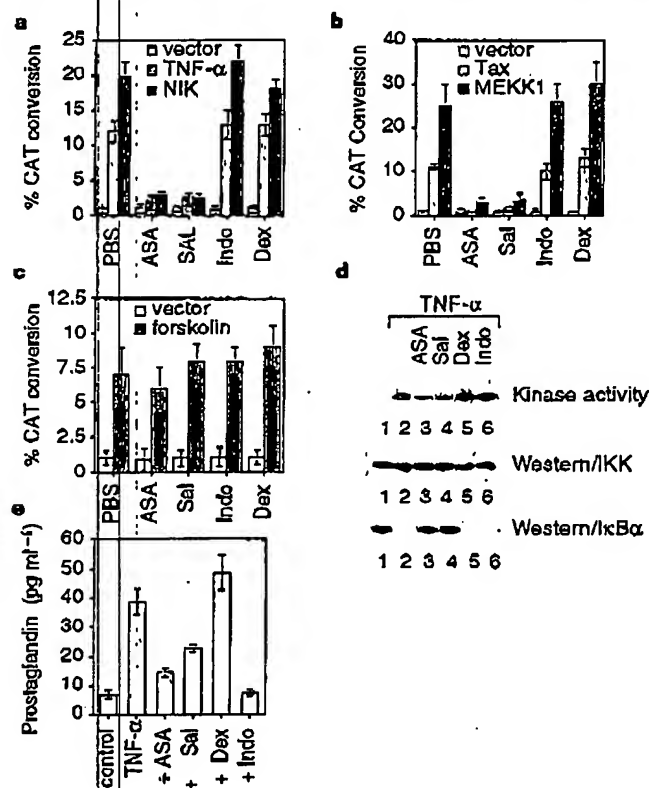 a
25
20
15
10
5
0
% CAT conversion
vector
TNF-α
NIK
PBS
ASA
SAL
Indo
Dex
b
40
30
20
10
0
% CAT Conversion
vector
Tax
MEKK1
PBS
ASA
Sal
Indo
Dex
c
12.5
10
7.5
5
2.5
0
% CAT conversion
vector
forskolin
PBS
ASA
Sal
Indo
Dex
d
TNF-α
ASA
Sal
Dex
Indo
Kinase activity
1 2 3 4 5 6
Western/IKK
1 2 3 4 5 6
Western/IκBα
1 2 3 4 5 6
e
60
50
40
30
20
10
0
Prostaglandin (pg ml⁻¹)
control
TNF-α
+ ASA
+ Sal
+ Dex
+ Indo